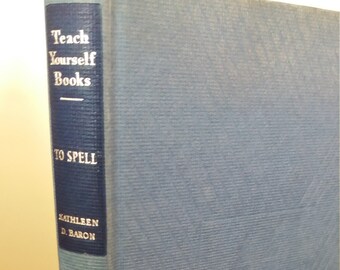 Teach
Yourself
Books
TO SPELL
KATHLEEN
D. BARON